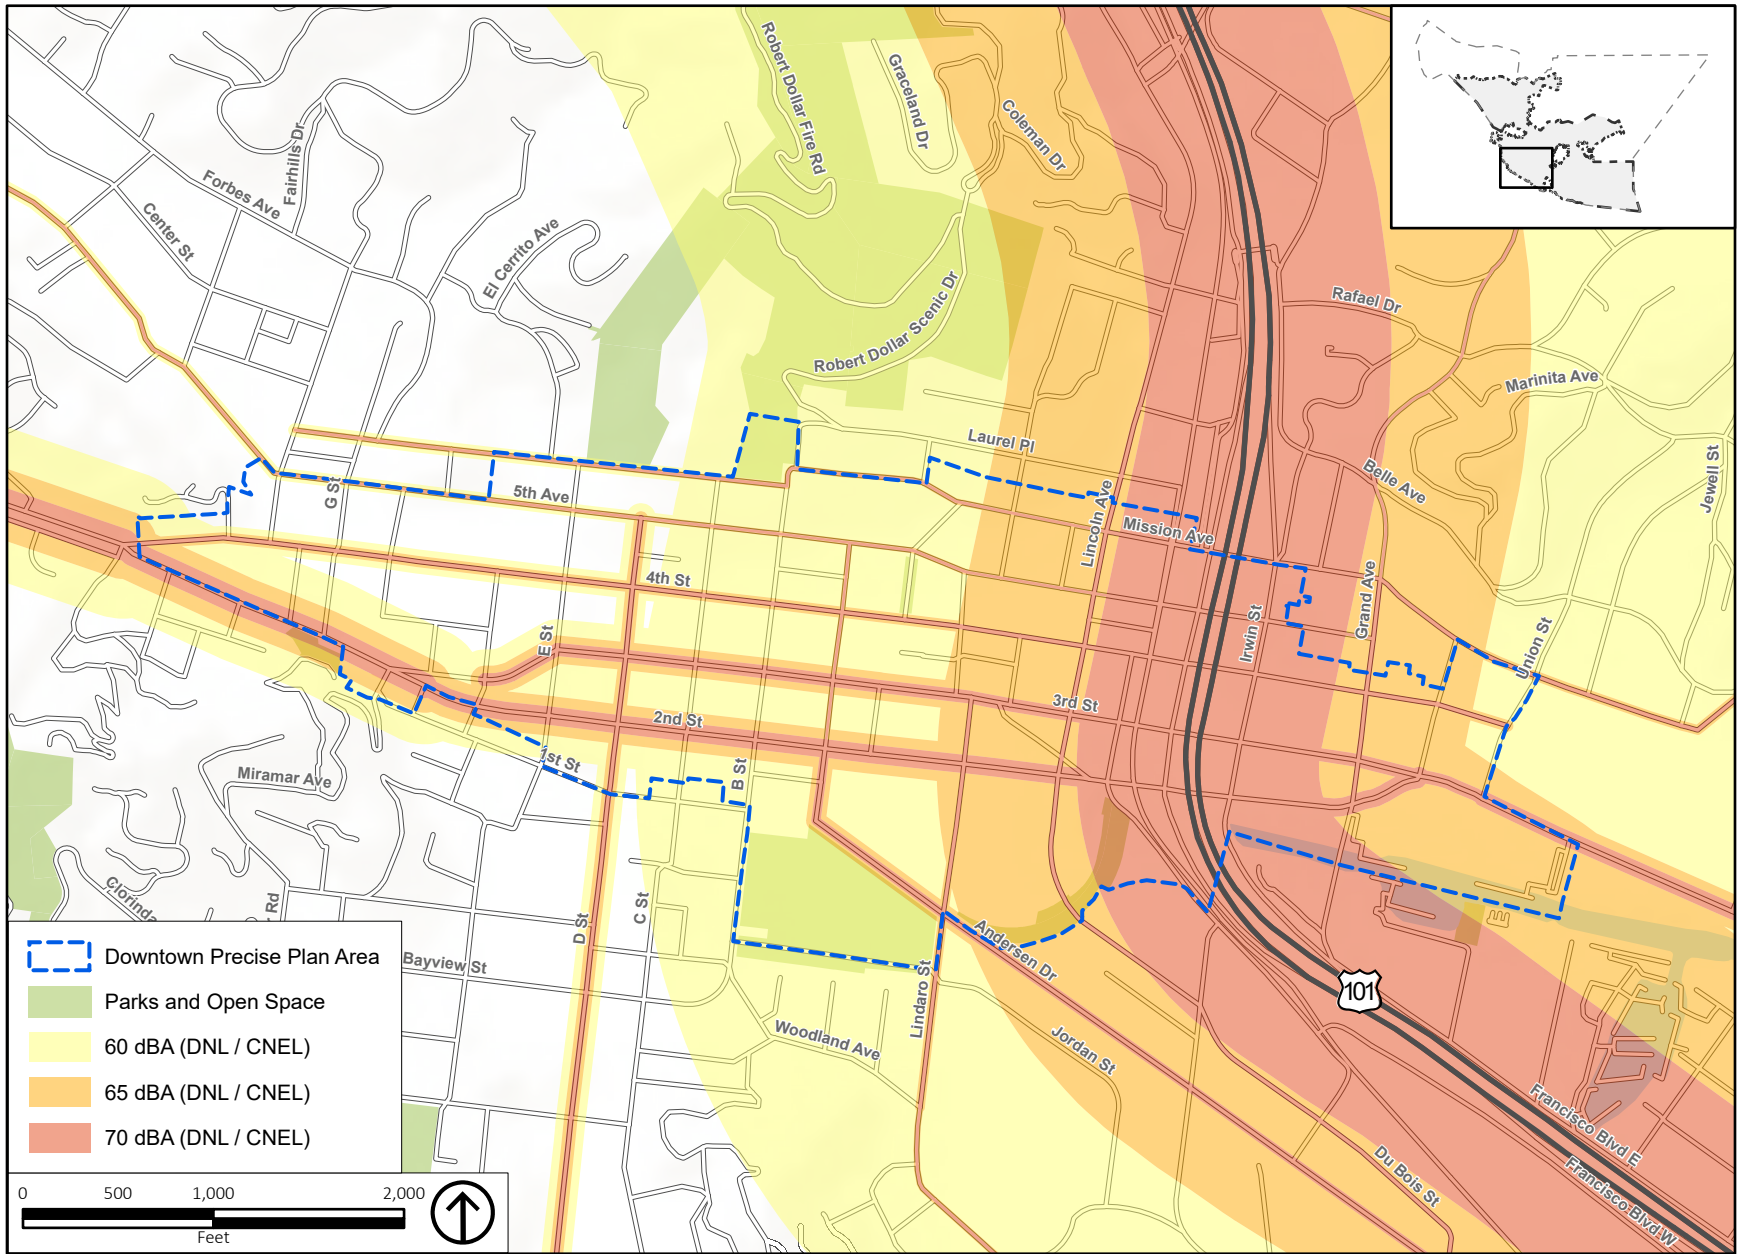 Robert Dollar Fire Rd
Graceland Dr
Coleman Dr
Fairhills Dr
Forbes Ave
Center St
El Cerrito Ave
Robert Dollar Scenic Dr
Rafael Dr
Marinita Ave
Laurel Pl
Belle Ave
Jewell St
G St
5th Ave
Lincoln Ave
Mission Ave
4th St
Grand Ave
Irwin St
Union St
E St
3rd St
2nd St
1st St
B St
Miramar Ave
Clorinda
Rd
C St
D St
Bayview St
Andersen Dr
Lindaro St
101
Woodland Ave
Jordan St
Francisco Blvd E
Du Bois St
Francisco Blvd W
Downtown Precise Plan Area
Parks and Open Space
60 dBA (DNL / CNEL)
65 dBA (DNL / CNEL)
70 dBA (DNL / CNEL)
0 500 1,000 2,000
Feet